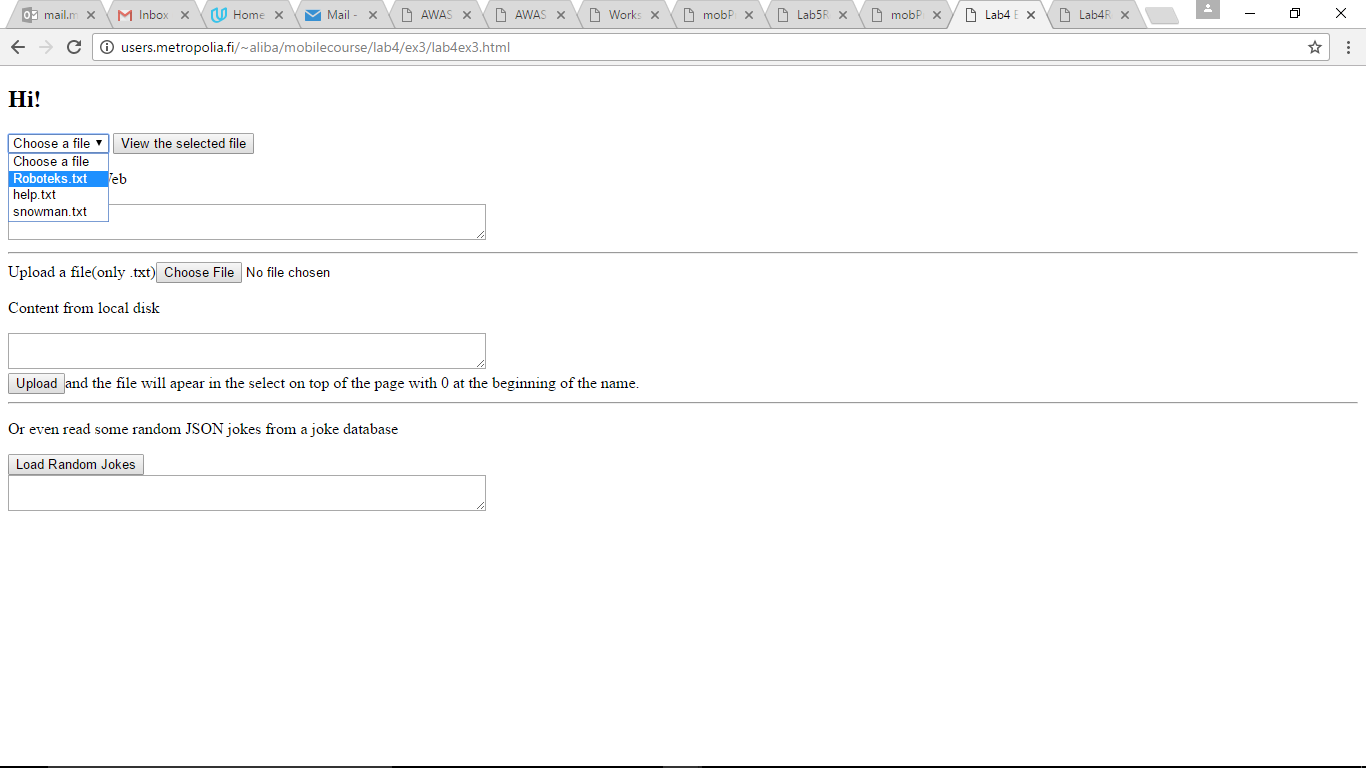 mail.m Inbox Home Mail - AWAS AWAS Works mobP Lab5R mobP Lab4 E Lab4R
users.metropolia.fi/~aliba/mobilecourse/lab4/ex3/lab4ex3.html
Hi!
Choose a file View the selected file
Choose a file
Roboteks.txt
help.txt
snowman.txt
Upload a file(only .txt) Choose File No file chosen
Content from local disk
Upload and the file will apear in the select on top of the page with 0 at the beginning of the name.
Or even read some random JSON jokes from a joke database
Load Random Jokes